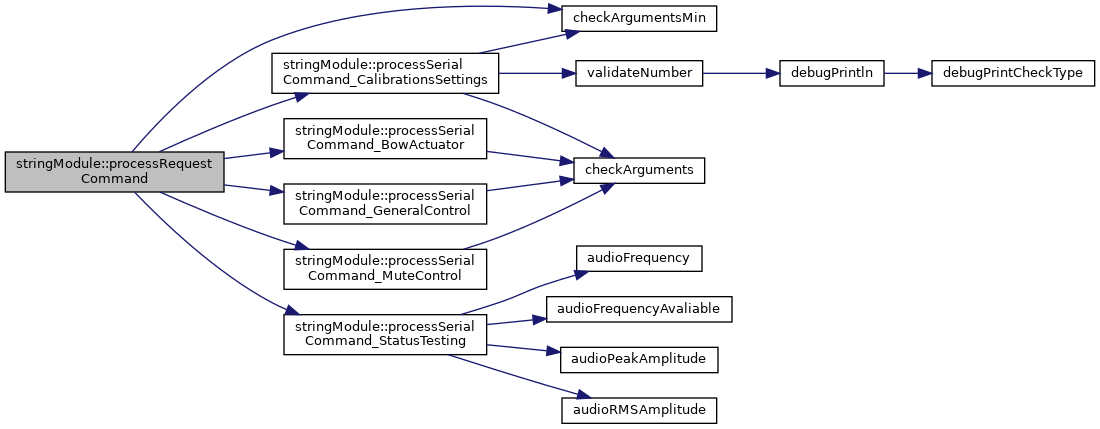 stringModule::processRequest
Command
stringModule::processSerial
Command_CalibrationsSettings
stringModule::processSerial
Command_BowActuator
stringModule::processSerial
Command_GeneralControl
stringModule::processSerial
Command_MuteControl
stringModule::processSerial
Command_StatusTesting
checkArgumentsMin
validateNumber
debugPrintln
debugPrintCheckType
checkArguments
audioFrequency
audioFrequencyAvaliable
audioPeakAmplitude
audioRMSAmplitude